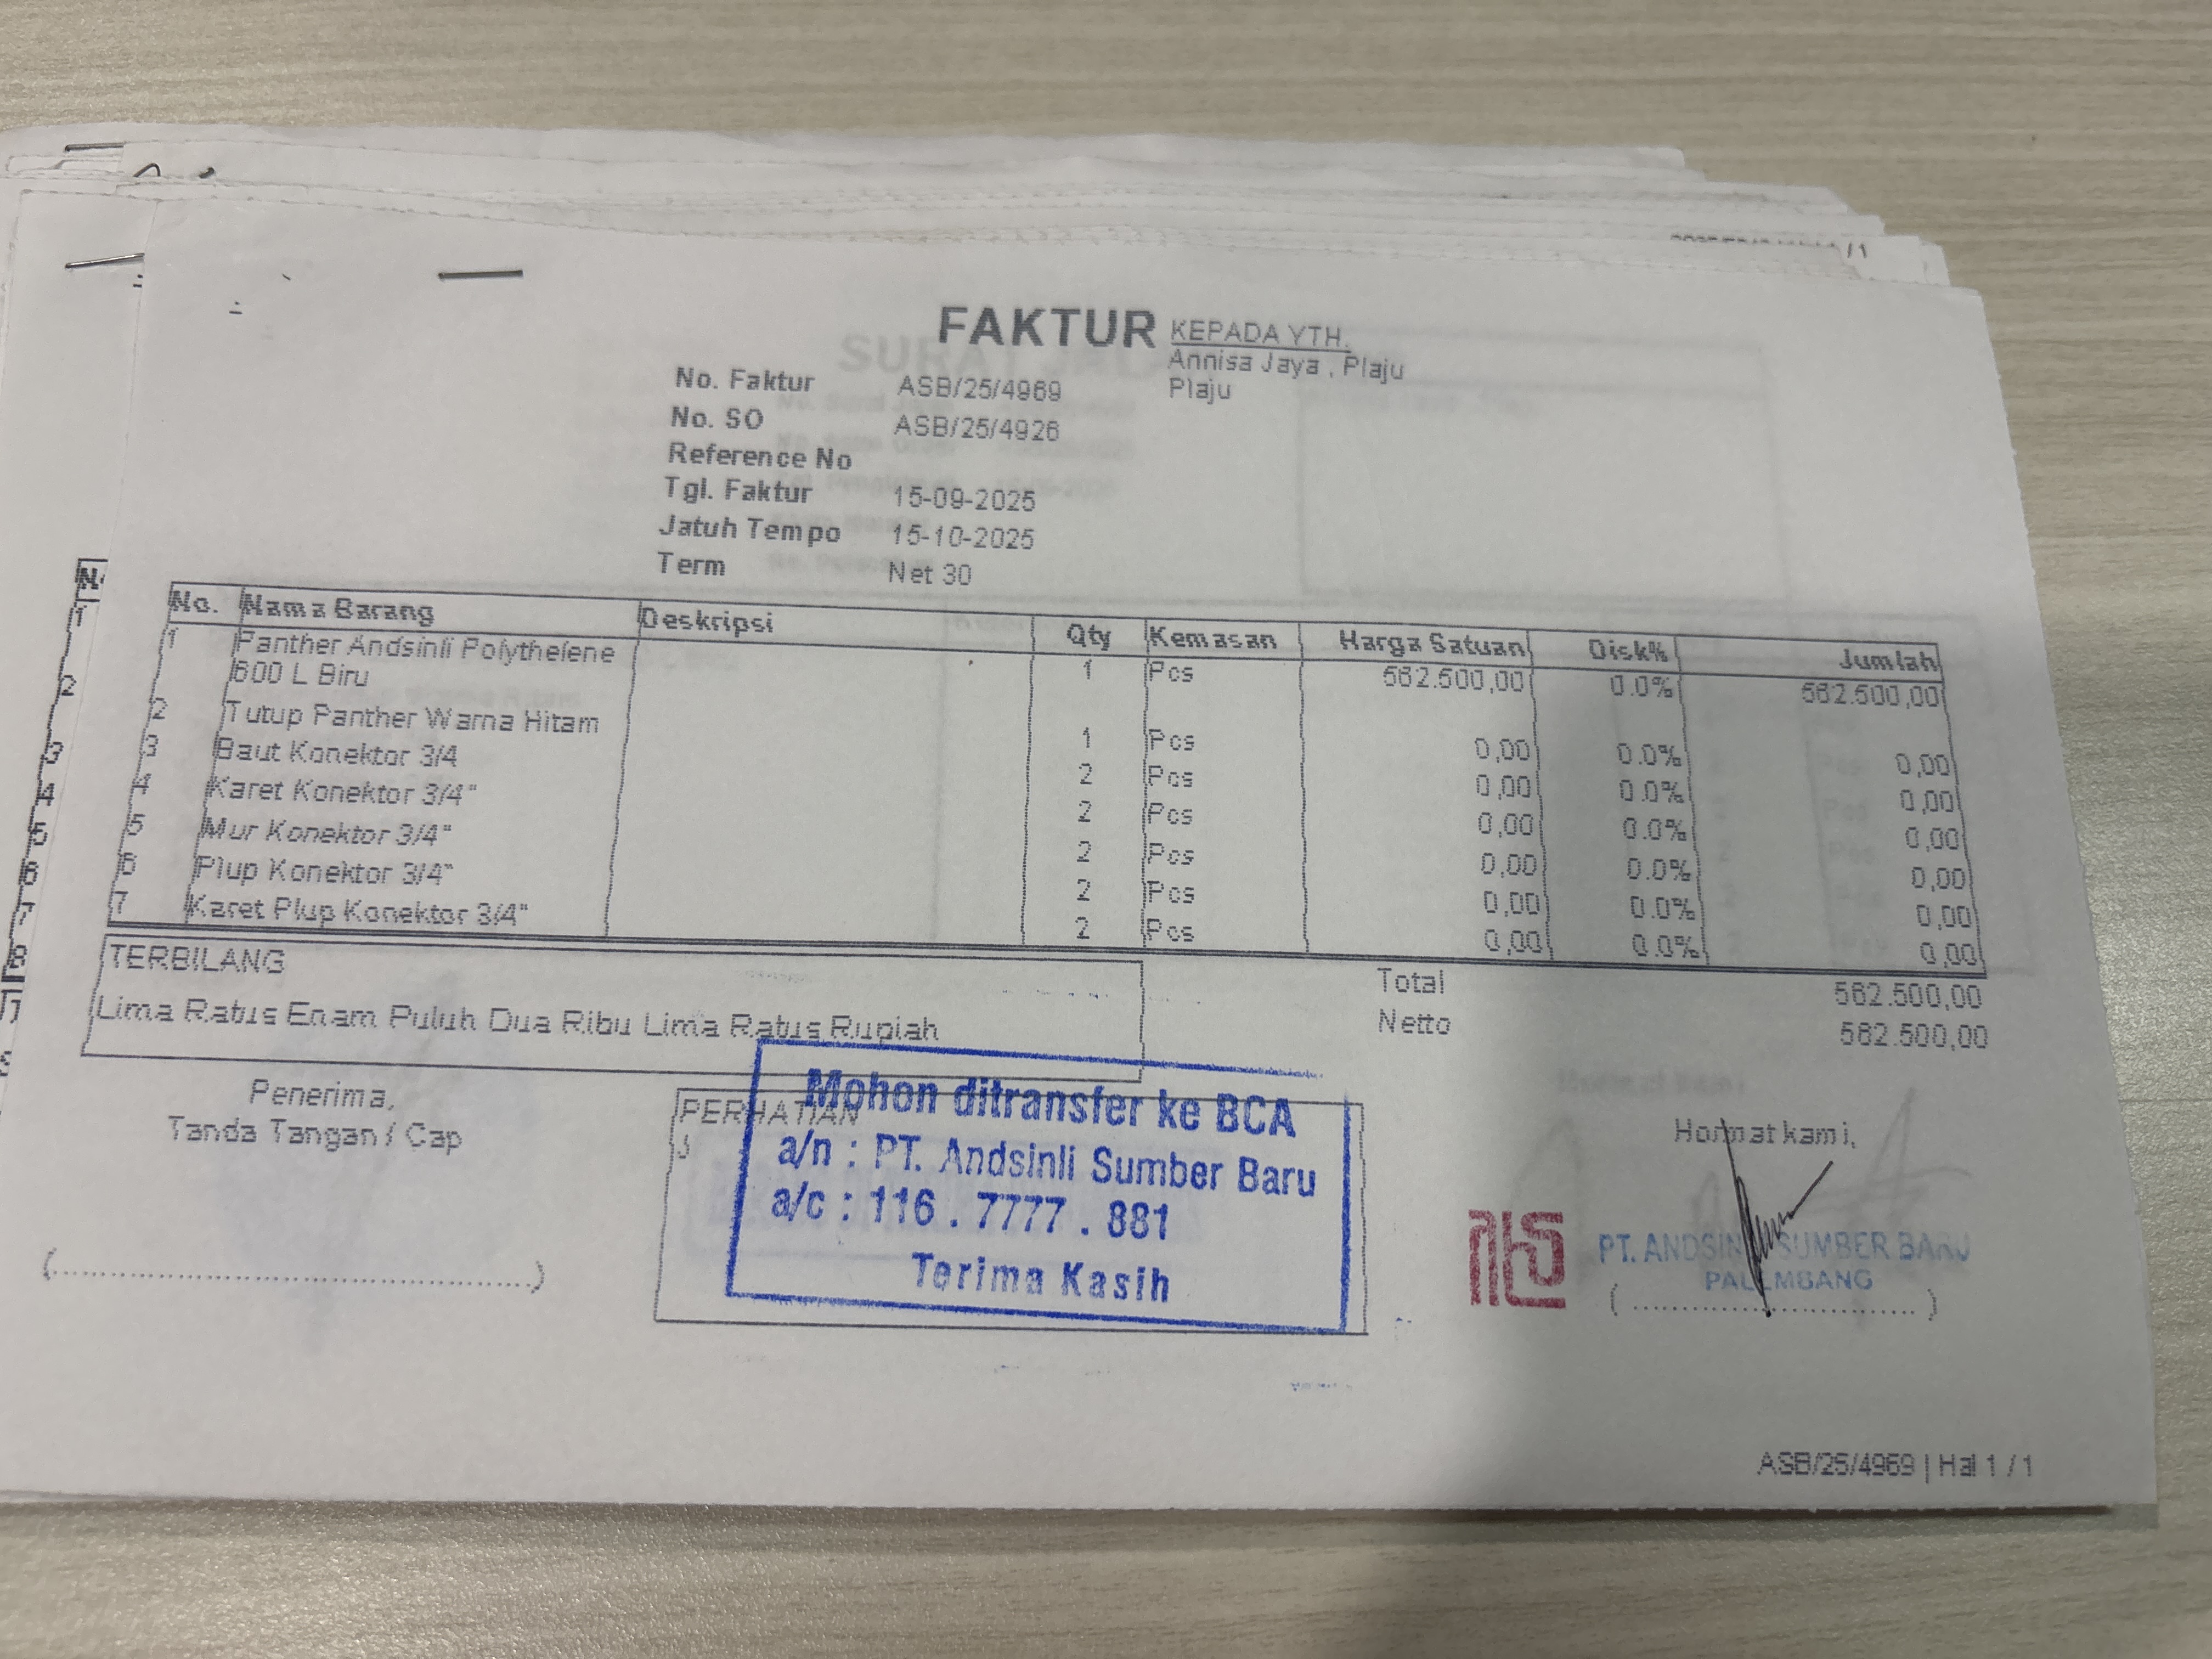 FAKTUR
KEPADA YTH.
Annisa Jaya , Plaju
Plaju
No. Faktur ASB/25/4969
No. SO ASB/25/4926
Reference No
Tgl. Faktur 15-09-2025
Jatuh Tempo 15-10-2025
Term Net 30
No. Nama Barang Deskripsi Qty Kemasan Harga Satuan Disk% Jumlah
1 Panther Andsinli Polythelene 1 Pcs 562.500,00 0.0% 562.500,00
600 L Biru
2 Tutup Panther Warna Hitam 1 Pcs 0,00 0.0% 0,00
3 Baut Konektor 3/4 2 Pcs 0,00 0.0% 0,00
4 Karet Konektor 3/4" 2 Pcs 0,00 0.0% 0,00
5 Mur Konektor 3/4" 2 Pcs 0,00 0.0% 0,00
6 Plup Konektor 3/4" 2 Pcs 0,00 0.0% 0,00
7 Karet Plup Konektor 3/4" 2 Pcs 0,00 0.0% 0,00
TERBILANG
Lima Ratus Enam Puluh Dua Ribu Lima Ratus Rupiah
Total 562.500,00
Netto 562.500,00
Penerima,
Tanda Tangan / Cap
PERHATIAN
Mohon ditransfer ke BCA
a/n : PT. Andsinli Sumber Baru
a/c : 116 . 7777 . 881
Terima Kasih
Hormat kami,
PT. ANDSINLI SUMBER BARU
PALEMBANG
ASB/25/4969 | Hal 1 / 1